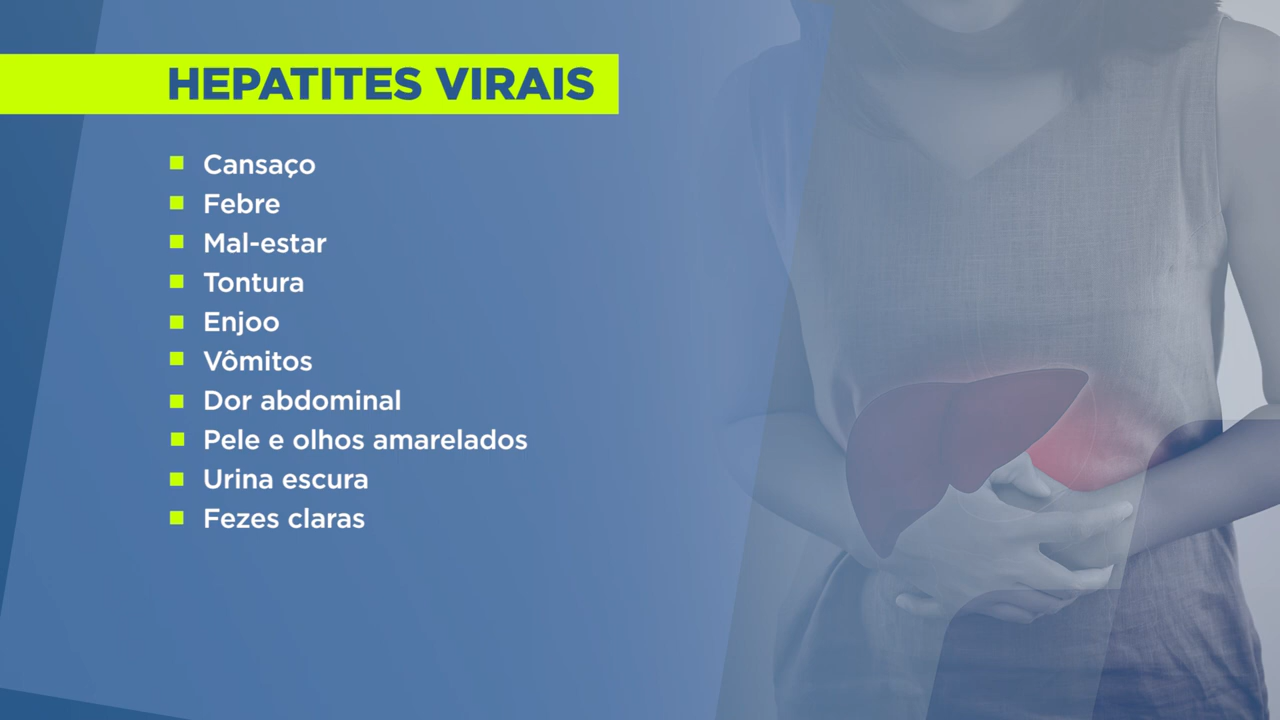 HEPATITES VIRAIS
Cansaço
Febre
Mal-estar
Tontura
Enjoo
Vômitos
Dor abdominal
Pele e olhos amarelados
Urina escura
Fezes claras